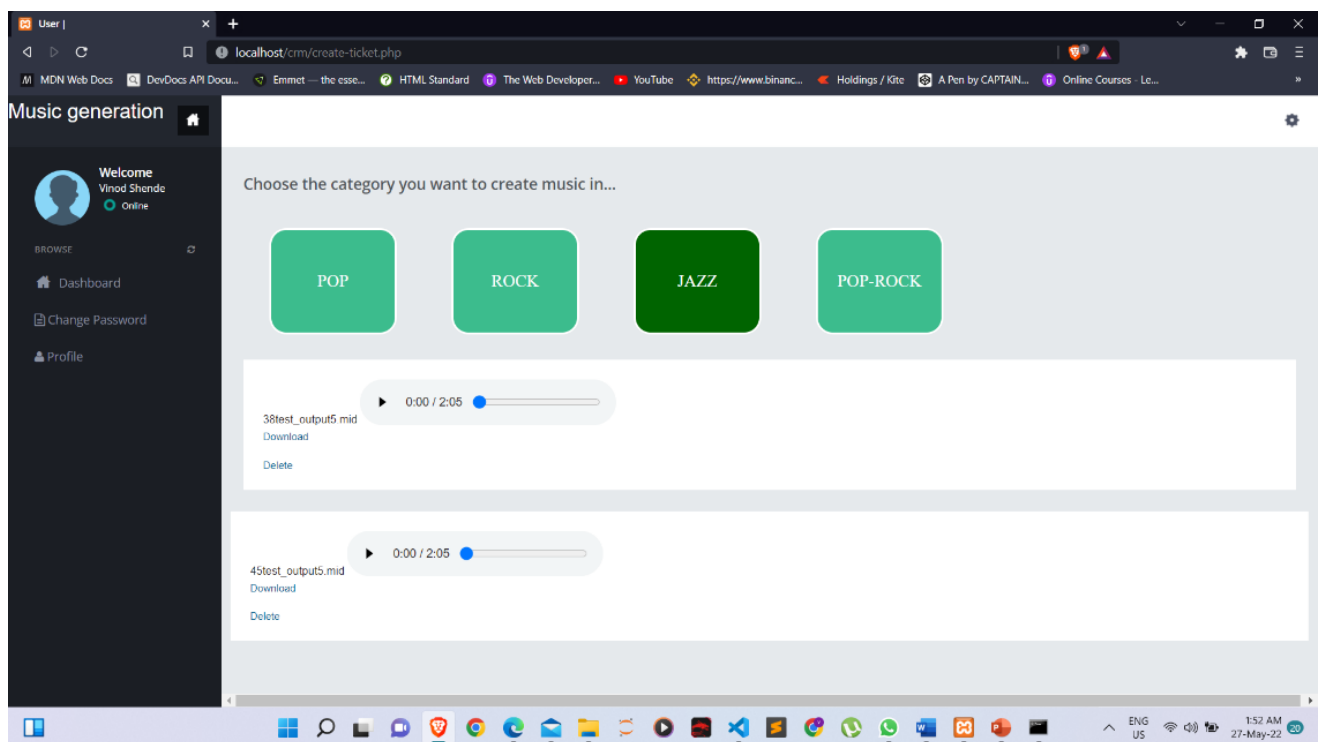 User |
localhost/crm/create-ticket.php
MDN Web Docs DevDocs API Docu... Emmet — the esse... HTML Standard The Web Developer... YouTube https://www.binanc... Holdings / Kite A Pen by CAPTAIN... Online Courses - Le... »
Music generation
Welcome
Vinod Shende
Online
BROWSE
Dashboard
Change Password
Profile
Choose the category you want to create music in...
POP ROCK JAZZ POP-ROCK
0:00 / 2:05
38test_output5.mid
Download
Delete
0:00 / 2:05
45test_output5.mid
Download
Delete
ENG
US
1:52 AM
27-May-22
20